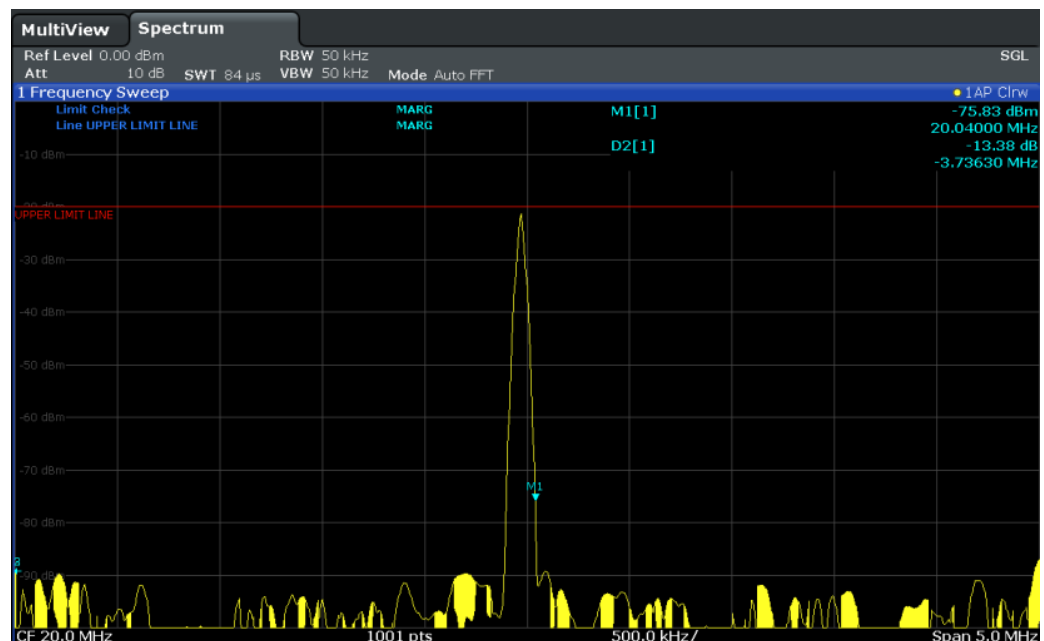 MultiView Spectrum
Ref Level 0.00 dBm RBW 50 kHz SGL
Att 10 dB SWT 84 µs VBW 50 kHz Mode Auto FFT
1 Frequency Sweep 1AP Clrw
Limit Check MARG M1[1] -75.83 dBm
Line UPPER LIMIT LINE MARG 20.04000 MHz
D2[1] -13.38 dB
-3.73630 MHz
-10 dBm
-20 dBm
UPPER LIMIT LINE
-30 dBm
-40 dBm
-50 dBm
-60 dBm
-70 dBm
M1
-80 dBm
-90 dBm
CF 20.0 MHz 1001 pts 500.0 kHz/ Span 5.0 MHz